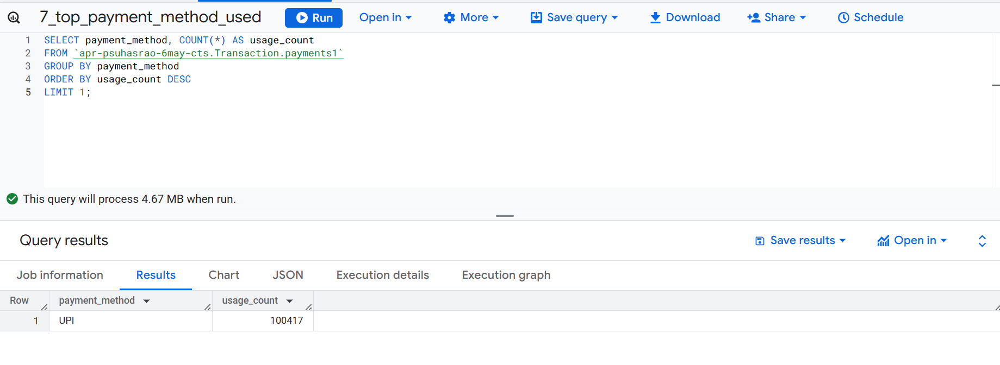 7_top_payment_method_used Run Open in More Save query Download Share Schedule
1 SELECT payment_method, COUNT(*) AS usage_count
2 FROM `apr-psuhasrao-6may-cts.Transaction.payments1`
3 GROUP BY payment_method
4 ORDER BY usage_count DESC
5 LIMIT 1;
This query will process 4.67 MB when run.
Query results Save results Open in
Job information Results Chart JSON Execution details Execution graph
Row payment_method usage_count
1 UPI 100417